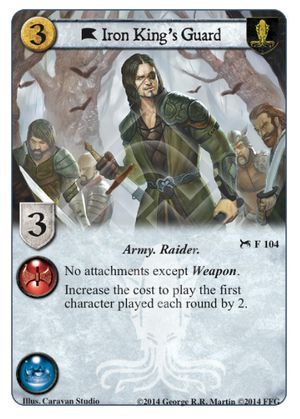 3
Iron King's Guard
3
F 104
Army. Raider.
No attachments except Weapon.
Increase the cost to play the first
character played each round by 2.
Illus. Caravan Studio
©2014 George R.R. Martin ©2014 FFG